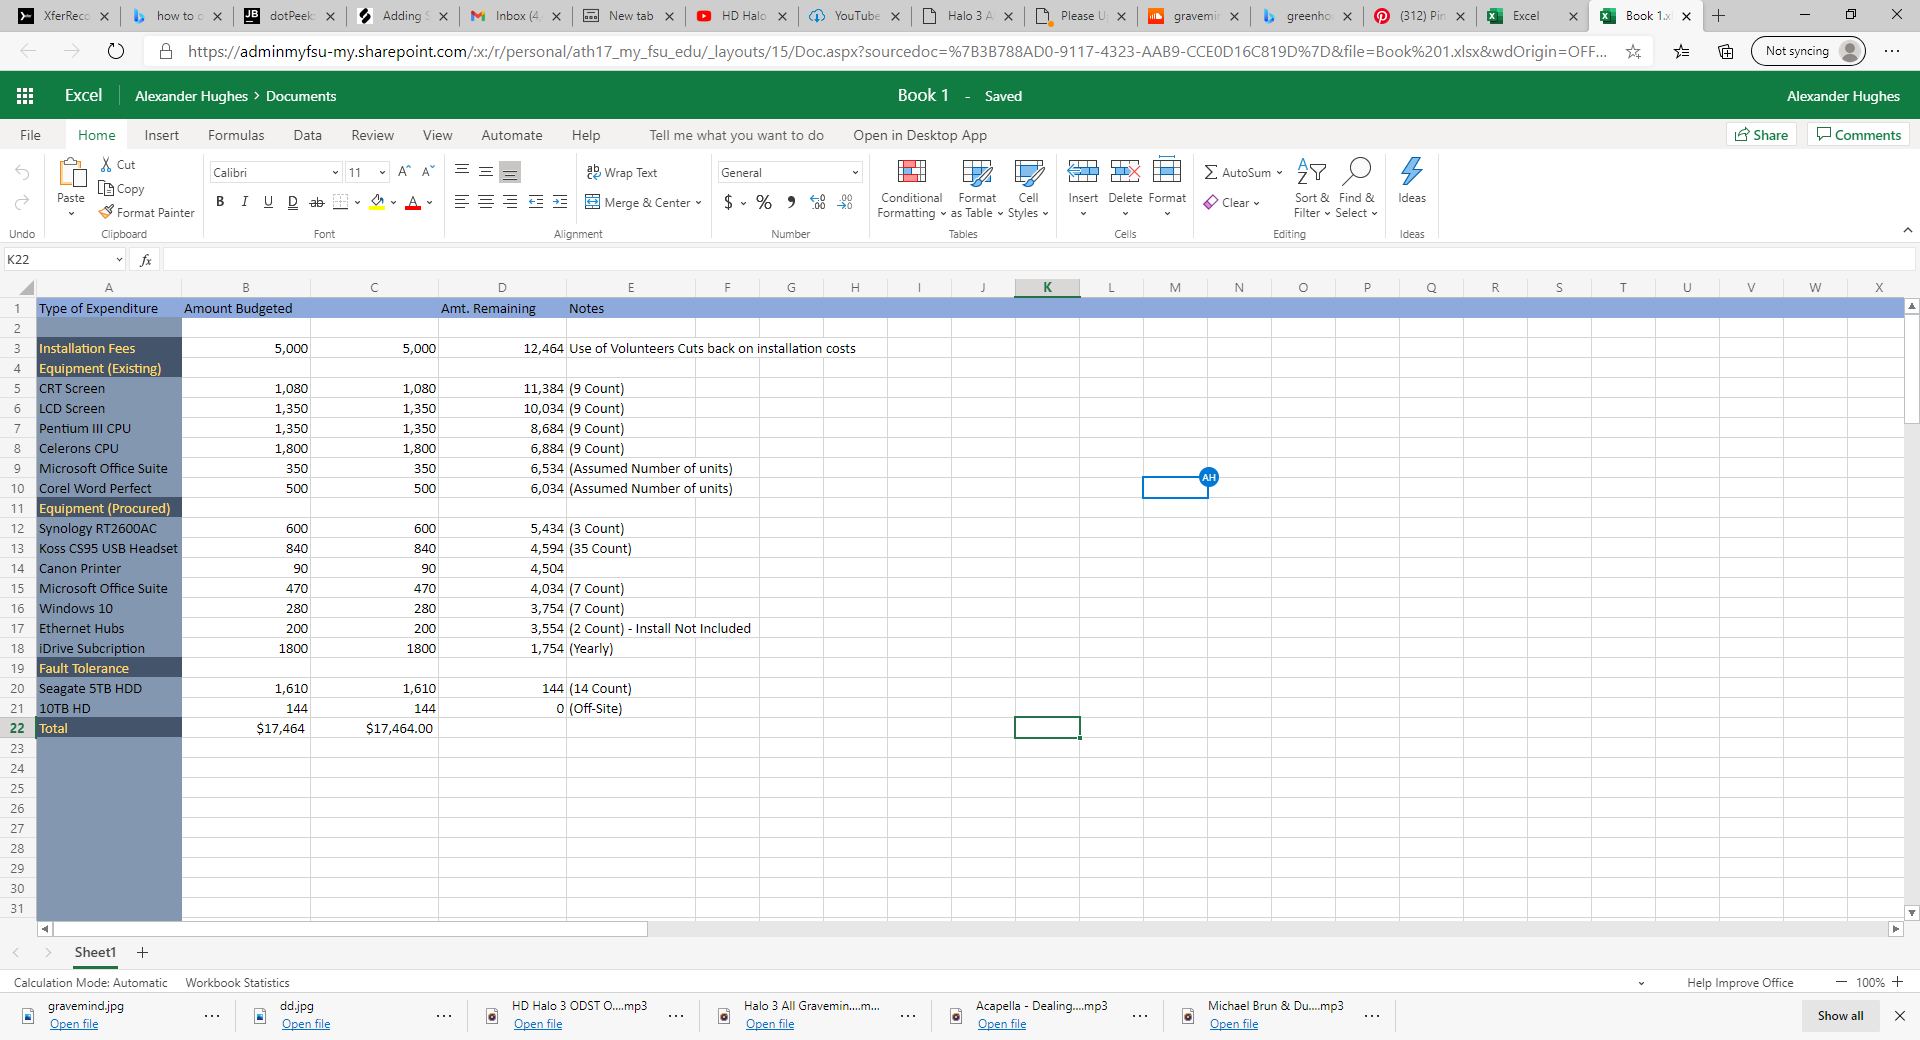 XferReco how to c dotPeek Adding S Inbox (4, New tab HD Halo YouTube Halo 3 A Please U gravemin greenho (312) Pin Excel Book 1.xl
https://adminmyfsu-my.sharepoint.com/:x:/r/personal/ath17_my_fsu_edu/_layouts/15/Doc.aspx?sourcedoc=%7B3B788AD0-9117-4323-AAB9-CCE0D16C819D%7D&file=Book%201.xlsx&wdOrigin=OFF... Not syncing
Excel Alexander Hughes > Documents Book 1 - Saved Alexander Hughes
File Home Insert Formulas Data Review View Automate Help Tell me what you want to do Open in Desktop App Share Comments
Paste Cut Copy Format Painter
Calibri 11 Wrap Text General
B I U D ab A Merge & Center $ % 9
Conditional Formatting Format as Table Cell Styles Insert Delete Format AutoSum Clear Sort & Filter Find & Select Ideas
Undo Clipboard Font Alignment Number Tables Cells Editing Ideas
K22 fx
A B C D E F G H I J K L M N O P Q R S T U V W X
1 Type of Expenditure Amount Budgeted Amt. Remaining Notes
2
3 Installation Fees 5,000 5,000 12,464 Use of Volunteers Cuts back on installation costs
4 Equipment (Existing)
5 CRT Screen 1,080 1,080 11,384 (9 Count)
6 LCD Screen 1,350 1,350 10,034 (9 Count)
7 Pentium III CPU 1,350 1,350 8,684 (9 Count)
8 Celerons CPU 1,800 1,800 6,884 (9 Count)
9 Microsoft Office Suite 350 350 6,534 (Assumed Number of units)
AH
10 Corel Word Perfect 500 500 6,034 (Assumed Number of units)
11 Equipment (Procured)
12 Synology RT2600AC 600 600 5,434 (3 Count)
13 Koss CS95 USB Headset 840 840 4,594 (35 Count)
14 Canon Printer 90 90 4,504
15 Microsoft Office Suite 470 470 4,034 (7 Count)
16 Windows 10 280 280 3,754 (7 Count)
17 Ethernet Hubs 200 200 3,554 (2 Count) - Install Not Included
18 iDrive Subcription 1800 1800 1,754 (Yearly)
19 Fault Tolerance
20 Seagate 5TB HDD 1,610 1,610 144 (14 Count)
21 10TB HD 144 144 0 (Off-Site)
22 Total $17,464 $17,464.00
23
24
25
26
27
28
29
30
31
Sheet1
Calculation Mode: Automatic Workbook Statistics Help Improve Office 100%
gravemind.jpg dd.jpg HD Halo 3 ODST O....mp3 Halo 3 All Gravemin....m... Acapella - Dealing....mp3 Michael Brun & Du....mp3 Show all
Open file Open file Open file Open file Open file Open file